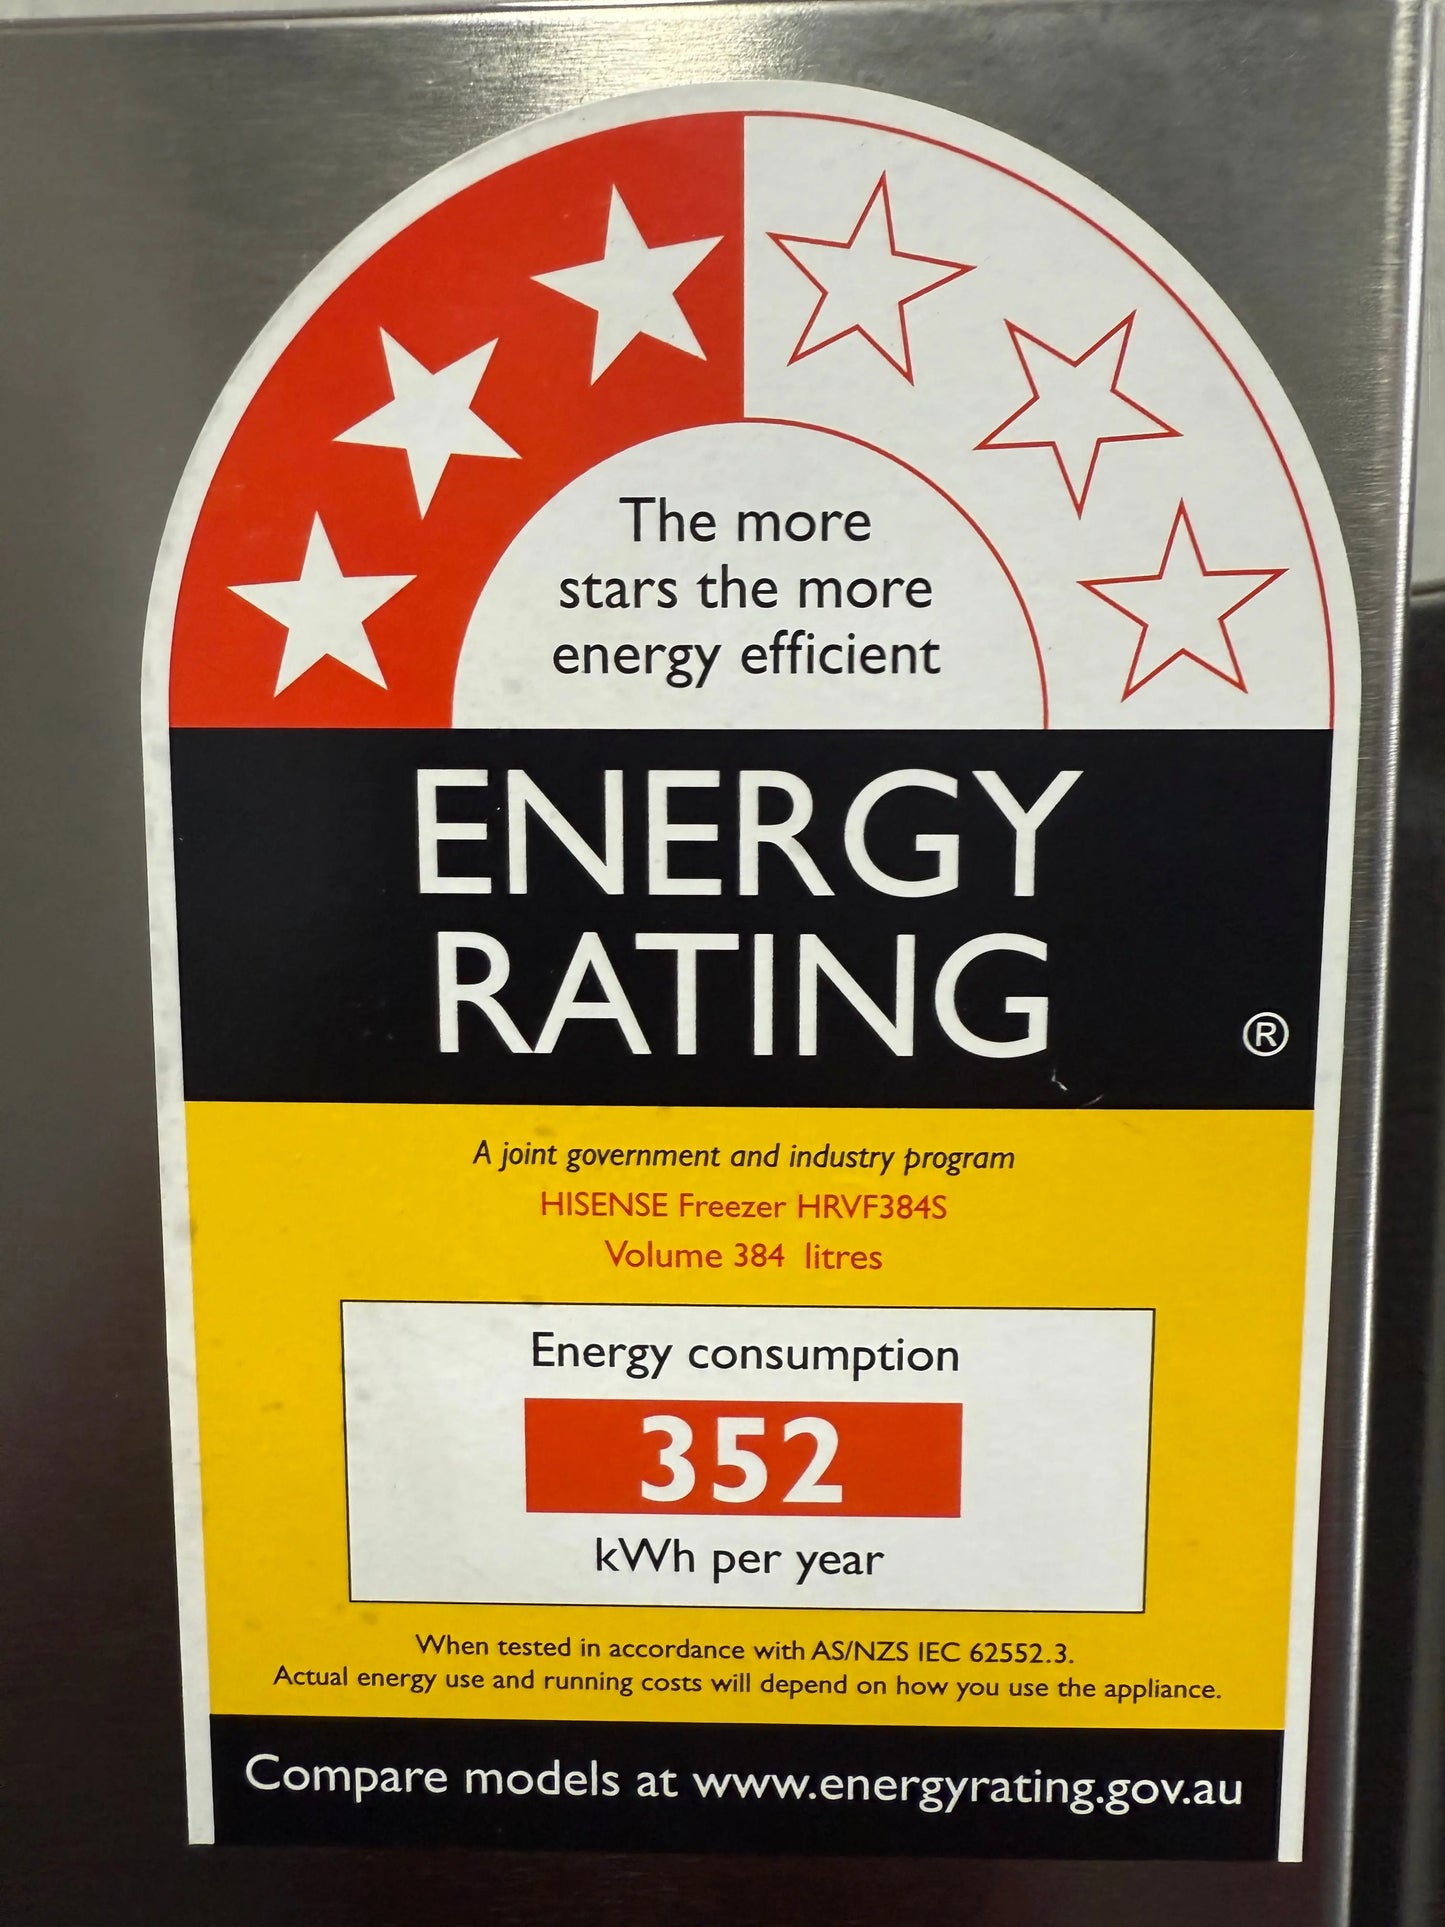 The more
stars the more
energy efficient
ENERGY
RATING
®
A joint government and industry program
HISENSE Freezer HRVF384S
Volume 384 litres
Energy consumption
352
kWh per year
When tested in accordance with AS/NZS IEC 62552.3.
Actual energy use and running costs will depend on how you use the appliance.
Compare models at www.energyrating.gov.au